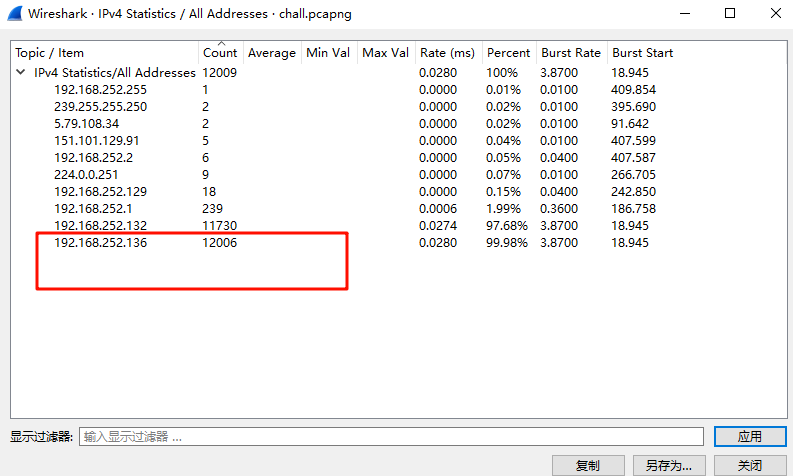 Wireshark · IPv4 Statistics / All Addresses · chall.pcapng
Topic / Item Count Average Min Val Max Val Rate (ms) Percent Burst Rate Burst Start
IPv4 Statistics/All Addresses 12009 0.0280 100% 3.8700 18.945
192.168.252.255 1 0.0000 0.01% 0.0100 409.854
239.255.255.250 2 0.0000 0.02% 0.0100 395.690
5.79.108.34 2 0.0000 0.02% 0.0100 91.642
151.101.129.91 5 0.0000 0.04% 0.0100 407.599
192.168.252.2 6 0.0000 0.05% 0.0400 407.587
224.0.0.251 9 0.0000 0.07% 0.0100 266.705
192.168.252.129 18 0.0000 0.15% 0.0400 242.850
192.168.252.1 239 0.0006 1.99% 0.3600 186.758
192.168.252.132 11730 0.0274 97.68% 3.8700 18.945
192.168.252.136 12006 0.0280 99.98% 3.8700 18.945
显示过滤器: 输入显示过滤器 … 应用
复制 另存为… 关闭